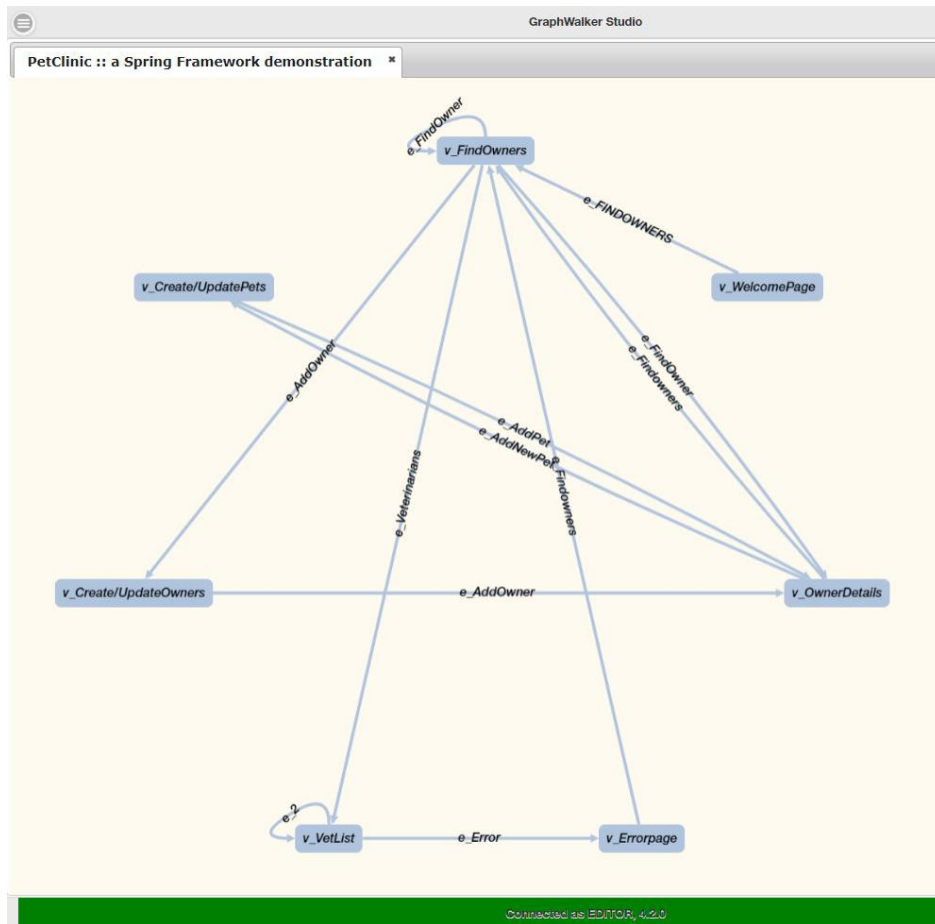 GraphWalker Studio
PetClinic :: a Spring Framework demonstration
e_FindOwner
v_FindOwners
e_FINDOWNERS
v_Create/UpdatePets
v_WelcomePage
e_AddOwner
e_FindOwner
e_Findowners
e_AddPet
e_AddNewPet
e_Veterinarians
e_Findowners
v_Create/UpdateOwners
e_AddOwner
v_OwnerDetails
e_2
v_VetList
e_Error
v_Errorpage
Connected as EDITOR, 4.2.0